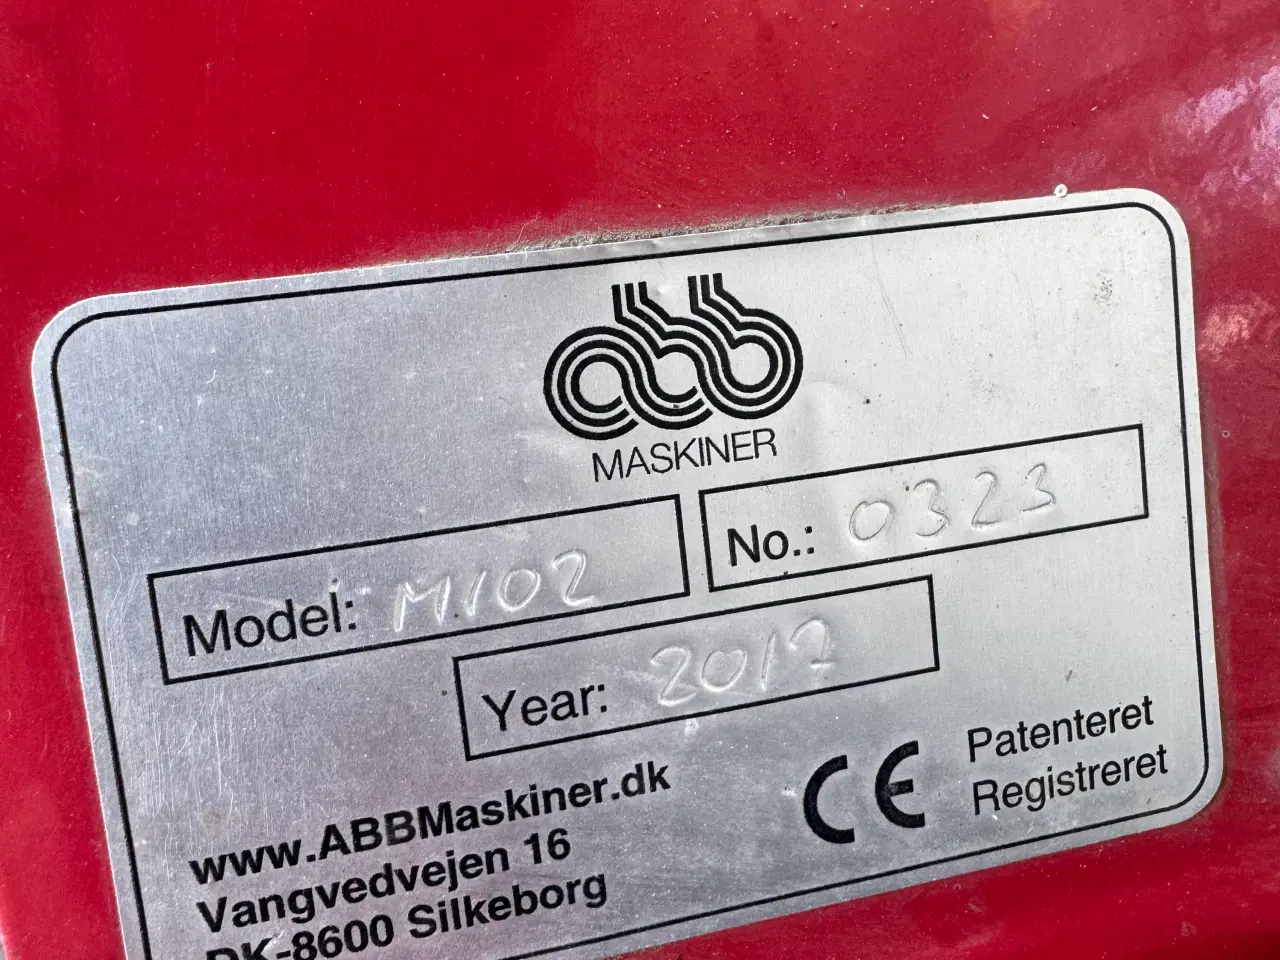 abb
MASKINER
Model: M102
No.: 0323
Year: 2017
www.ABBMaskiner.dk
Vangvedvejen 16
DK-8600 Silkeborg
CE
Patenteret
Registreret